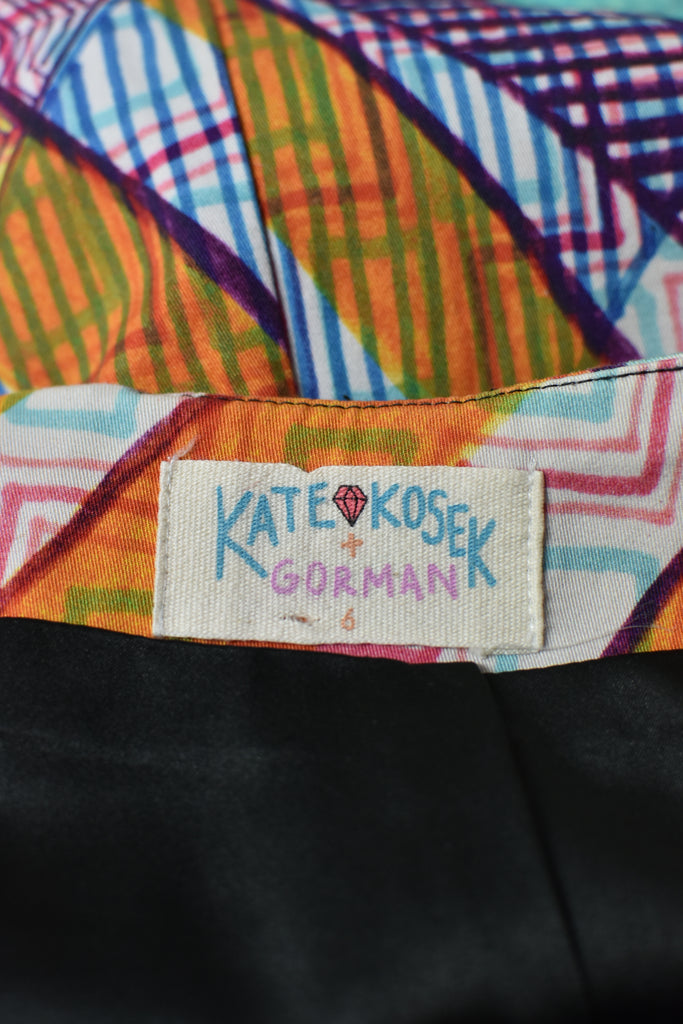 KATE KOSEK
+
GORMAN
6